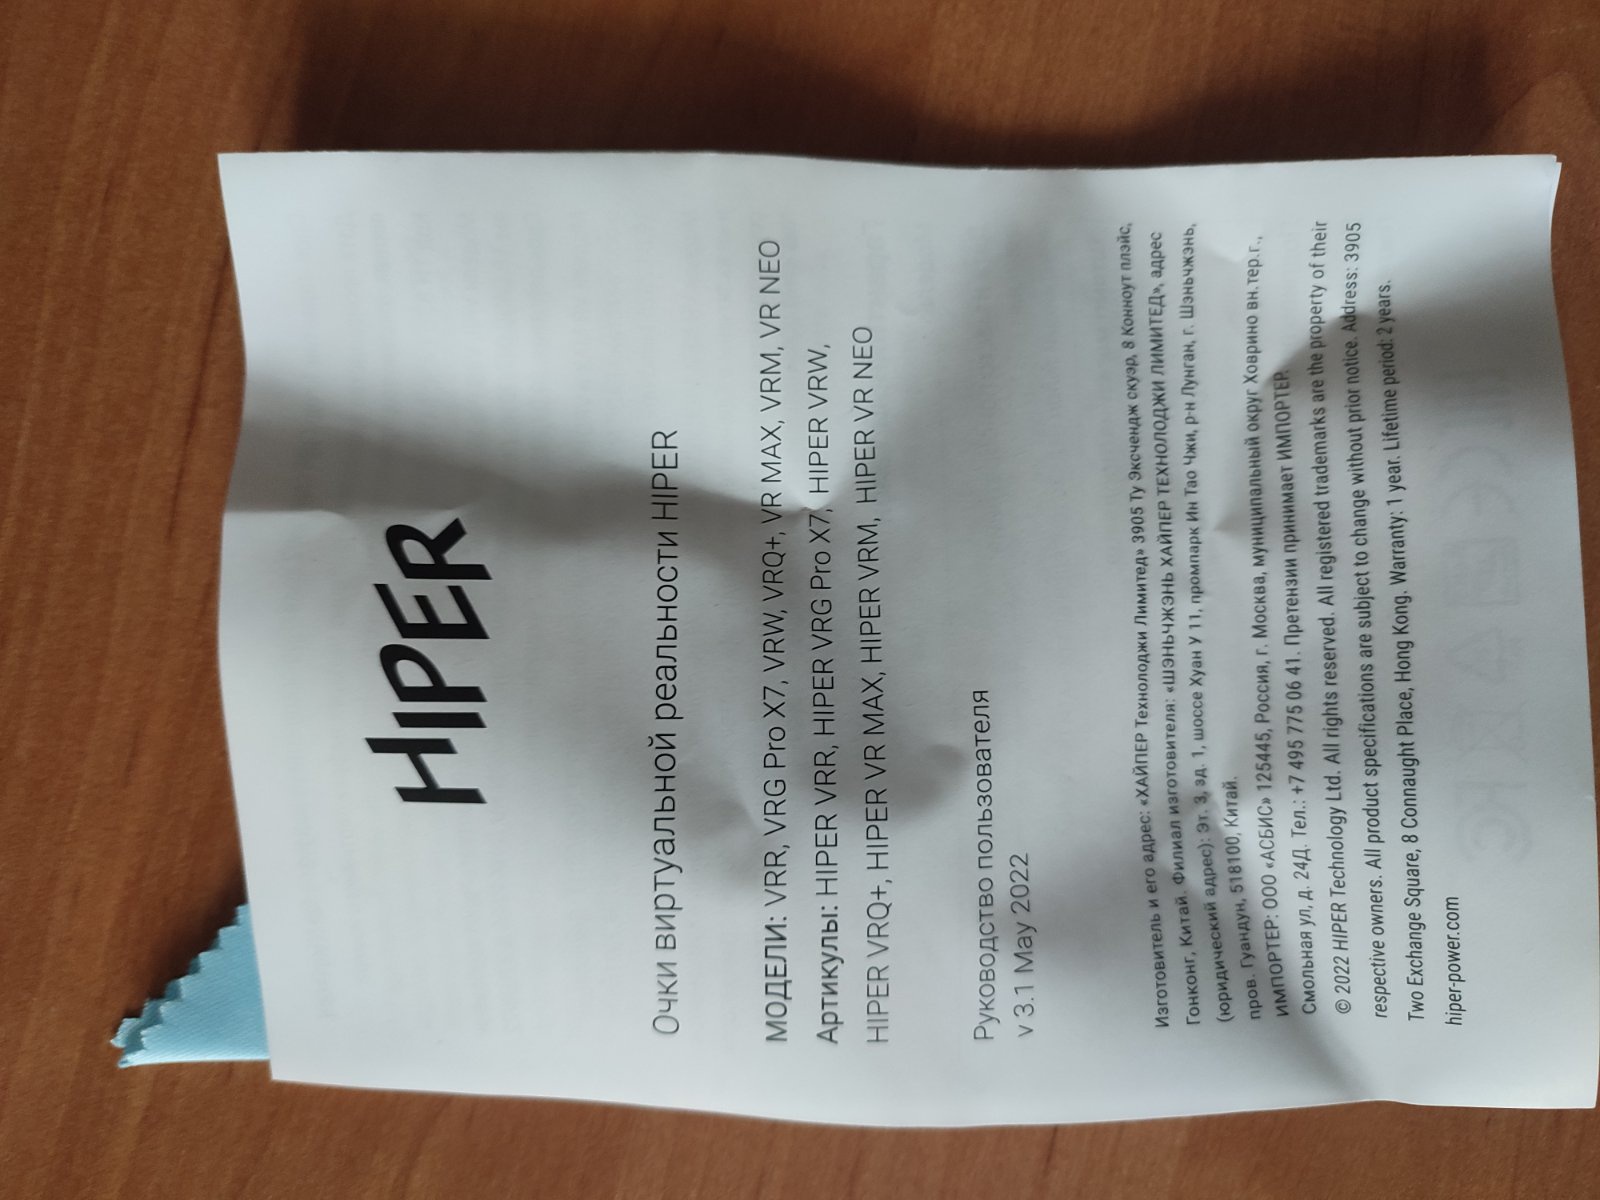 HIPER
Очки виртуальной реальности HIPER
МОДЕЛИ: VRR, VRG Pro X7, VRW, VRQ+, VR MAX, VRM, VR NEO
Артикулы: HIPER VRR, HIPER VRG Pro X7, HIPER VRW,
HIPER VRQ+, HIPER VR MAX, HIPER VRM, HIPER VR NEO
Руководство пользователя
v 3.1 May 2022
Изготовитель и его адрес: «ХАЙПЕР Технолоджи Лимитед» 3905 Ту Эксчендж скуэр, 8 Конноут плэйс,
Гонконг, Китай. Филиал изготовителя: «ШЭНЬЧЖЭНЬ ХАЙПЕР ТЕХНОЛОДЖИ ЛИМИТЕД», адрес
(юридический адрес): Эт. 3, зд. 1, шоссе Хуан У 11, промпарк Ин Тао Чжи, р-н Лунган, г. Шэньчжэнь,
пров. Гуандун, 518100, Китай.
ИМПОРТЕР: ООО «АСБИС» 125445, Россия, г. Москва, муниципальный округ Ховрино вн.тер.г.,
Смольная ул, д. 24Д. Тел.: +7 495 775 06 41. Претензии принимает ИМПОРТЕР.
© 2022 HIPER Technology Ltd. All rights reserved. All registered trademarks are the property of their
respective owners. All product specifications are subject to change without prior notice. Address: 3905
Two Exchange Square, 8 Connaught Place, Hong Kong. Warranty: 1 year. Lifetime period: 2 years.
hiper-power.com